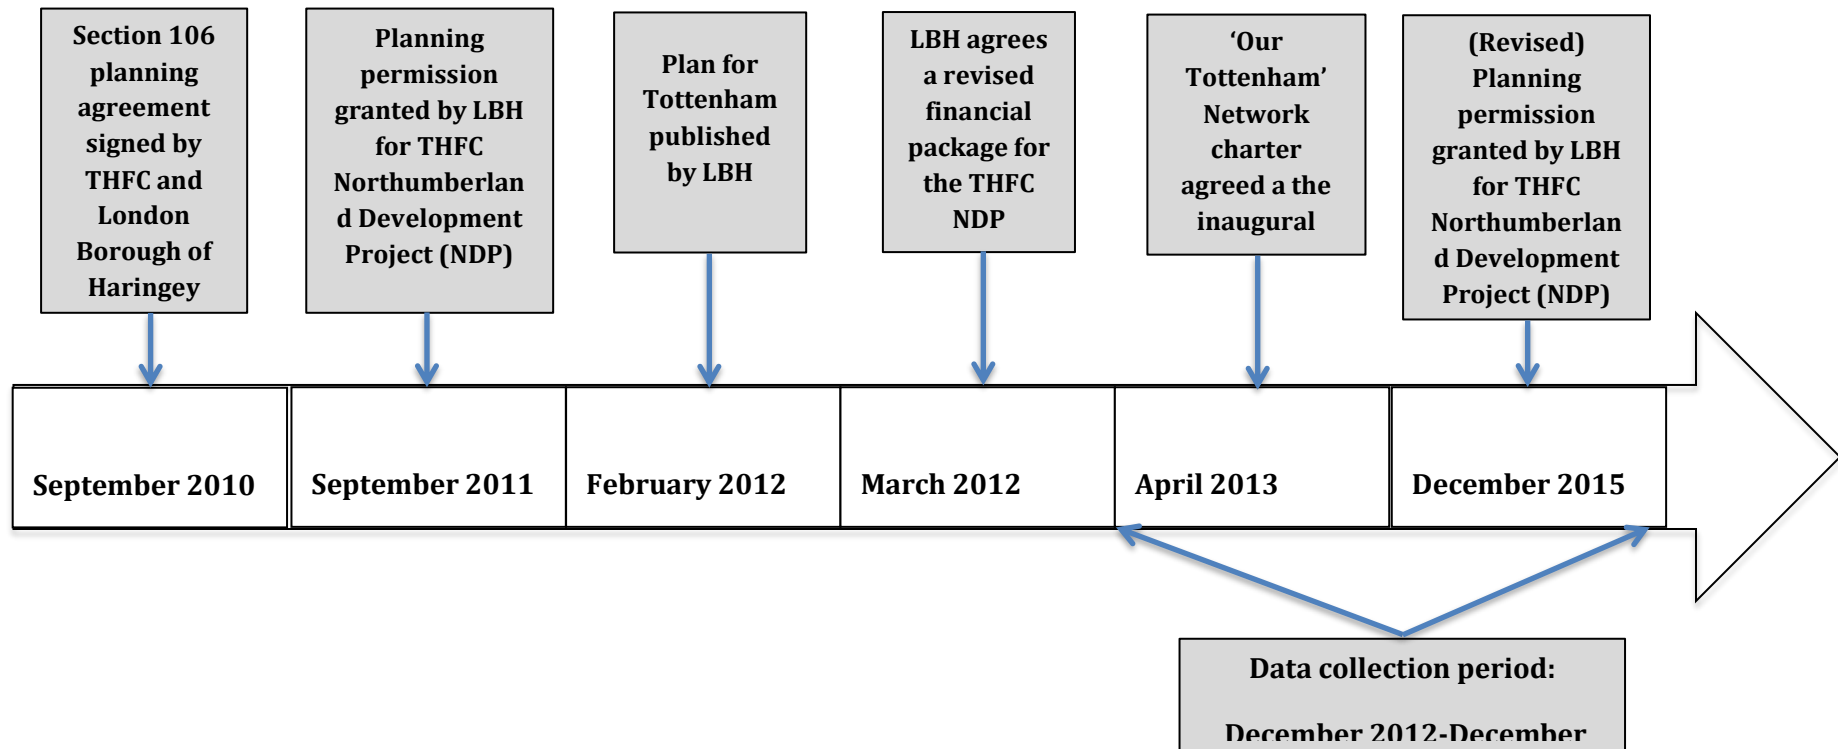 Section 106
planning
agreement
signed by
THFC and
London
Borough of
Haringey
Planning
permission
granted by LBH
for THFC
Northumberlan
d Development
Project (NDP)
Plan for
Tottenham
published
by LBH
LBH agrees
a revised
financial
package for
the THFC
NDP
‘Our
Tottenham’
Network
charter
agreed a the
inaugural
(Revised)
Planning
permission
granted by LBH
for THFC
Northumberlan
d Development
Project (NDP)
September 2010
September 2011
February 2012
March 2012
April 2013
December 2015
Data collection period:
December 2012-December